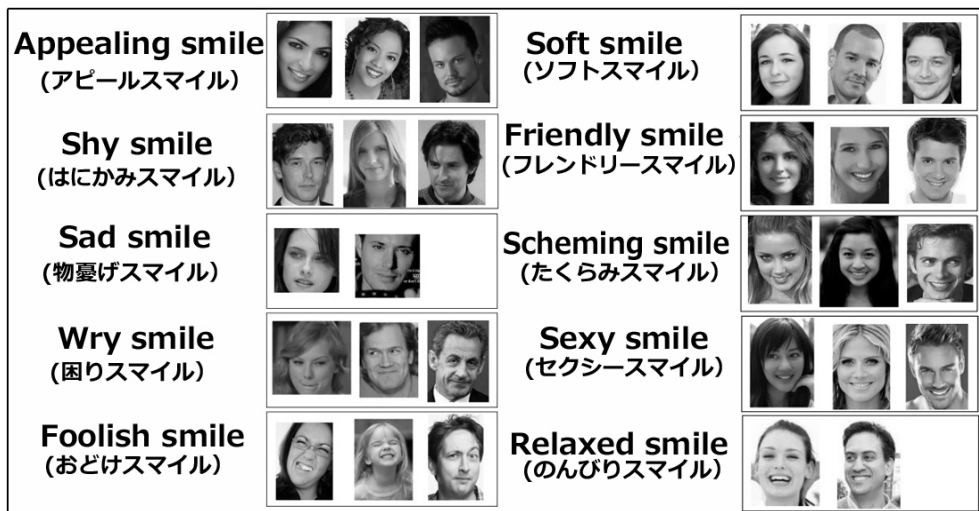 Appealing smile
(アピールスマイル)
Shy smile
(はにかみスマイル)
Sad smile
(物憂げスマイル)
Wry smile
(困りスマイル)
Foolish smile
(おどけスマイル)
Soft smile
(ソフトスマイル)
Friendly smile
(フレンドリースマイル)
Scheming smile
(たくらみスマイル)
Sexy smile
(セクシースマイル)
Relaxed smile
(のんびりスマイル)